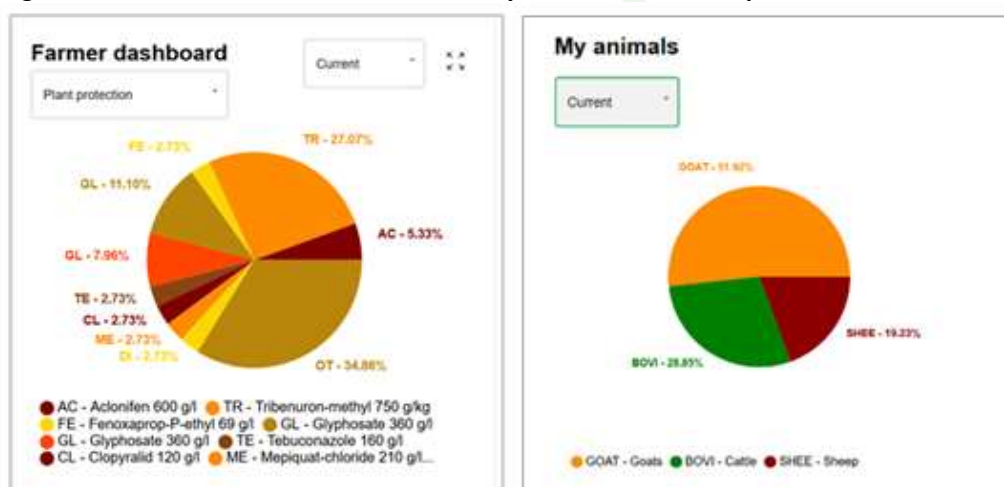 Farmer dashboard
Current
Plant protection
FE - 2.73%
TR - 27.07%
GL - 11.10%
AC - 5.33%
GL - 7.96%
TE - 2.73%
CL - 2.73%
ME - 2.73%
DI - 2.73%
OT - 34.86%
AC - Aclonifen 600 g/l TR - Tribenuron-methyl 750 g/kg
FE - Fenoxaprop-P-ethyl 69 g/l GL - Glyphosate 360 g/l
GL - Glyphosate 360 g/l TE - Tebuconazole 160 g/l
CL - Clopyralid 120 g/l ME - Mepiquat-chloride 210 g/l...
My animals
Current
GOAT - 51.92%
BOVI - 28.85%
SHEE - 19.23%
GOAT - Goats BOVI - Cattle SHEE - Sheep